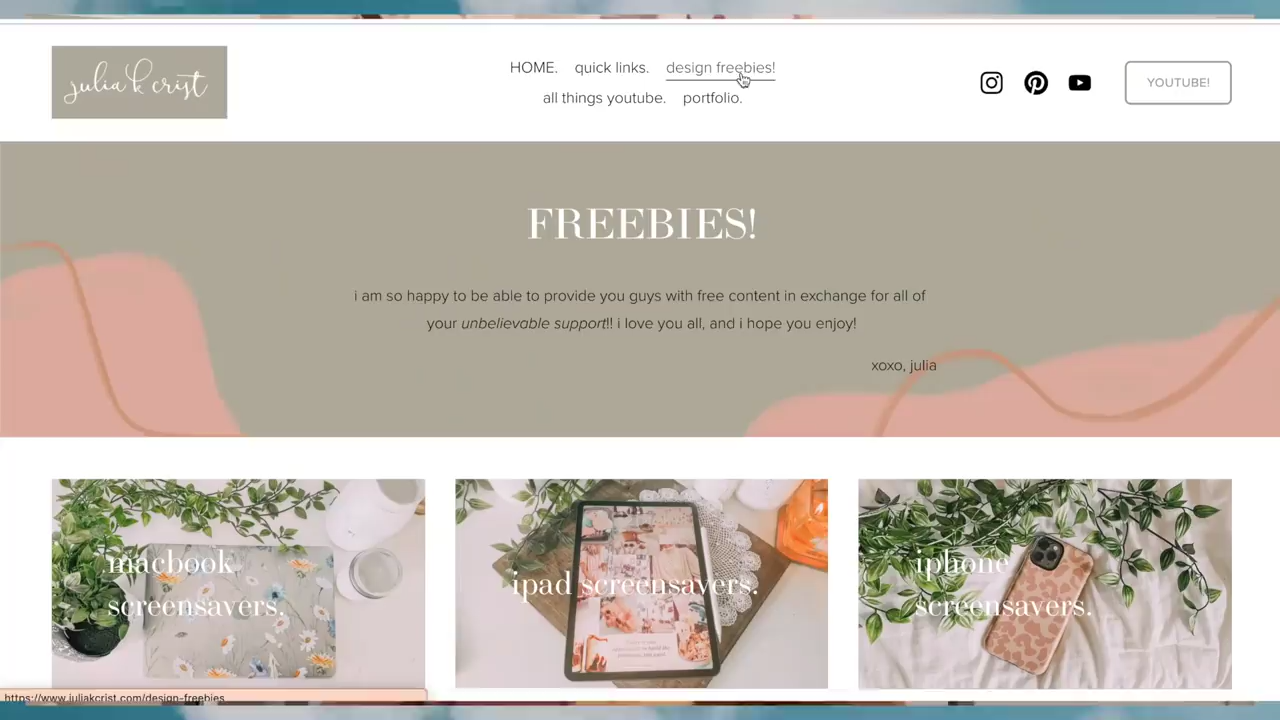 julia k crist
HOME. quick links. design freebies!
all things youtube. portfolio.
YOUTUBE!
FREEBIES!
i am so happy to be able to provide you guys with free content in exchange for all of
your unbelievable support!! i love you all, and i hope you enjoy!
xoxo, julia
macbook
screensavers.
ipad screensavers.
iphone
screensavers.
https://www.juliakcrist.com/design-freebies